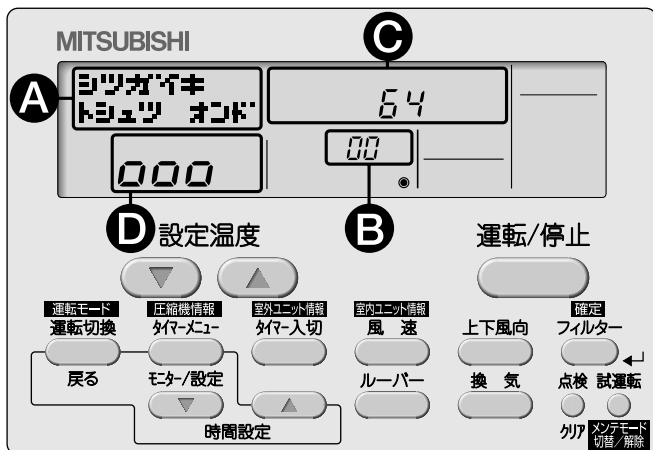 MITSUBISHI
C
A
シツガイキ
トシュツ オンド
64
00
000
D
B
設定温度
運転/停止
運転モード
圧縮機情報
室外ユニット情報
室内ユニット情報
確定
運転切換
タイマーメニュー
タイマー入切
風 速
上下風向
フィルター
戻る
モニター/設定
ルーバー
換 気
点検
試運転
時間設定
クリア
メンテモード
切替/解除